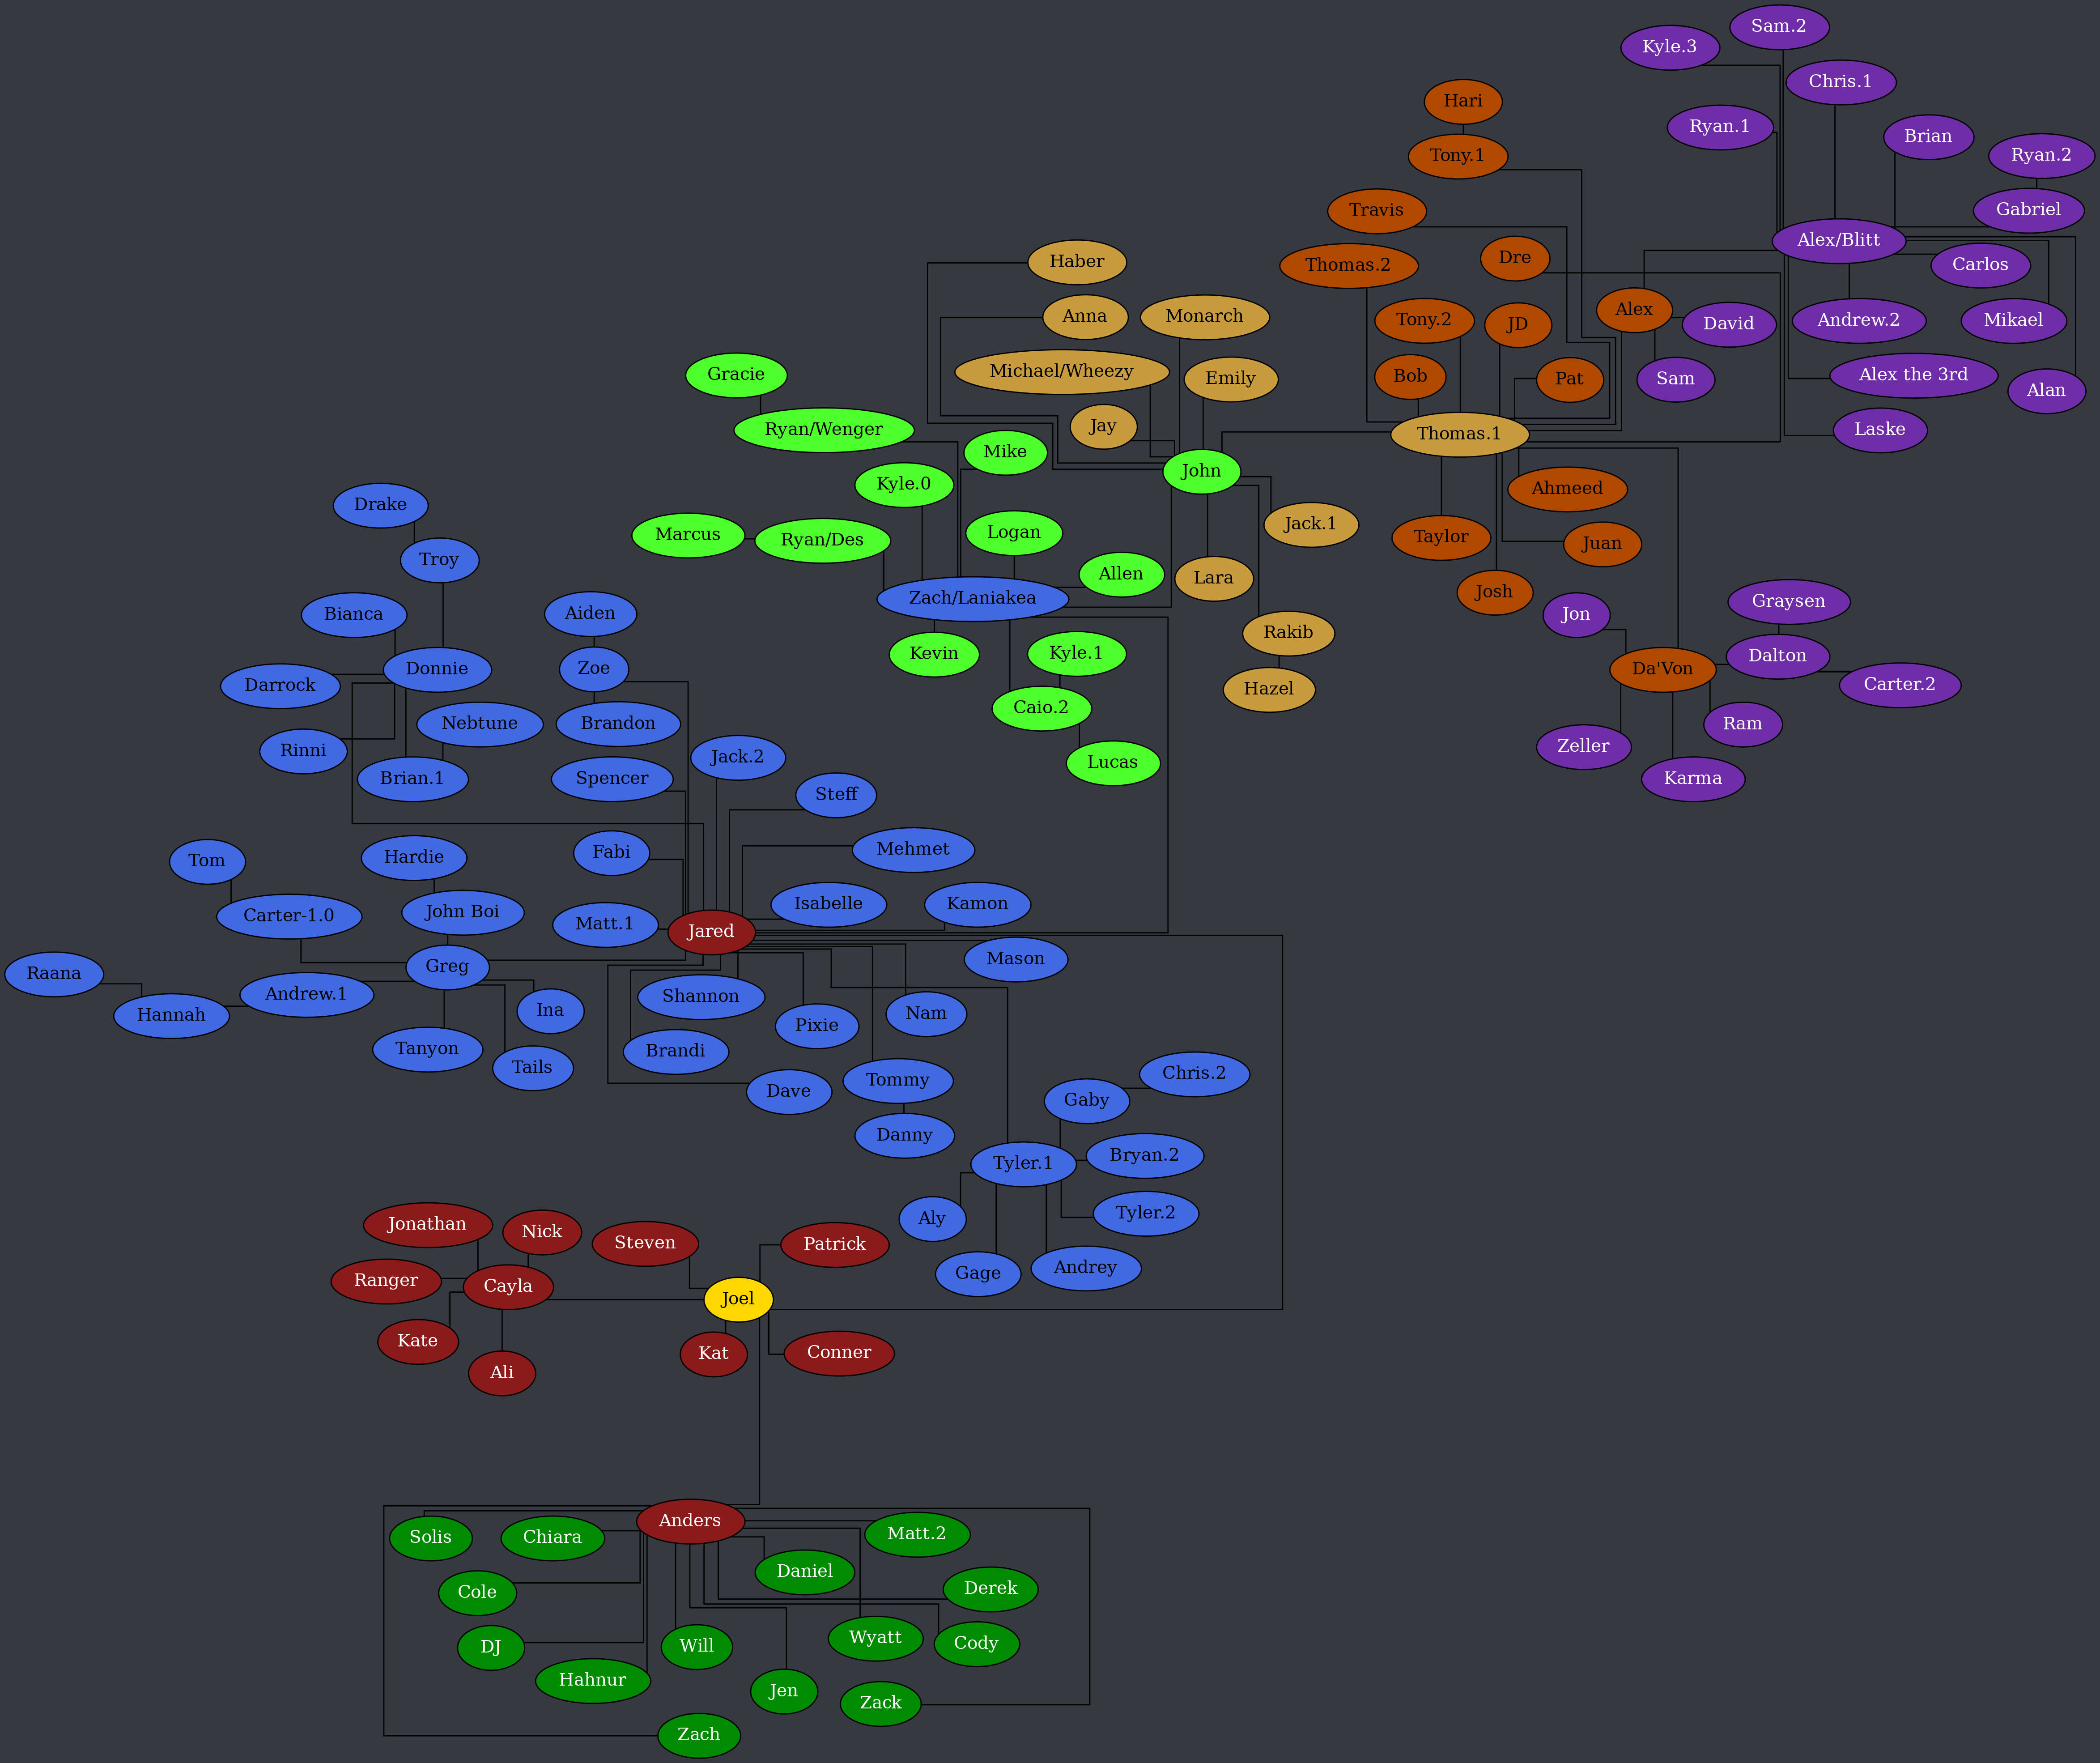 Sam.2
Kyle.3
Chris.1
Hari
Ryan.1
Brian
Tony.1
Ryan.2
Travis
Gabriel
Alex/Blitt
Haber
Thomas.2
Dre
Carlos
Anna
Monarch
Tony.2
JD
Alex
David
Andrew.2
Mikael
Gracie
Michael/Wheezy
Emily
Bob
Pat
Sam
Alex the 3rd
Alan
Ryan/Wenger
Jay
Thomas.1
Laske
Mike
John
Kyle.0
Ahmeed
Drake
Jack.1
Marcus
Ryan/Des
Logan
Taylor
Juan
Troy
Allen
Lara
Josh
Zach/Laniakea
Bianca
Aiden
Jon
Graysen
Rakib
Kevin
Kyle.1
Dalton
Donnie
Zoe
Da'Von
Darrock
Hazel
Carter.2
Caio.2
Nebtune
Brandon
Ram
Rinni
Zeller
Jack.2
Lucas
Brian.1
Spencer
Karma
Steff
Tom
Hardie
Fabi
Mehmet
Carter-1.0
John Boi
Matt.1
Isabelle
Kamon
Jared
Raana
Greg
Mason
Andrew.1
Shannon
Hannah
Ina
Pixie
Nam
Tanyon
Brandi
Tails
Dave
Tommy
Chris.2
Gaby
Danny
Tyler.1
Bryan.2
Aly
Tyler.2
Jonathan
Nick
Steven
Patrick
Gage
Andrey
Ranger
Cayla
Joel
Kate
Ali
Kat
Conner
Anders
Solis
Chiara
Matt.2
Daniel
Cole
Derek
DJ
Will
Wyatt
Cody
Hahnur
Jen
Zack
Zach